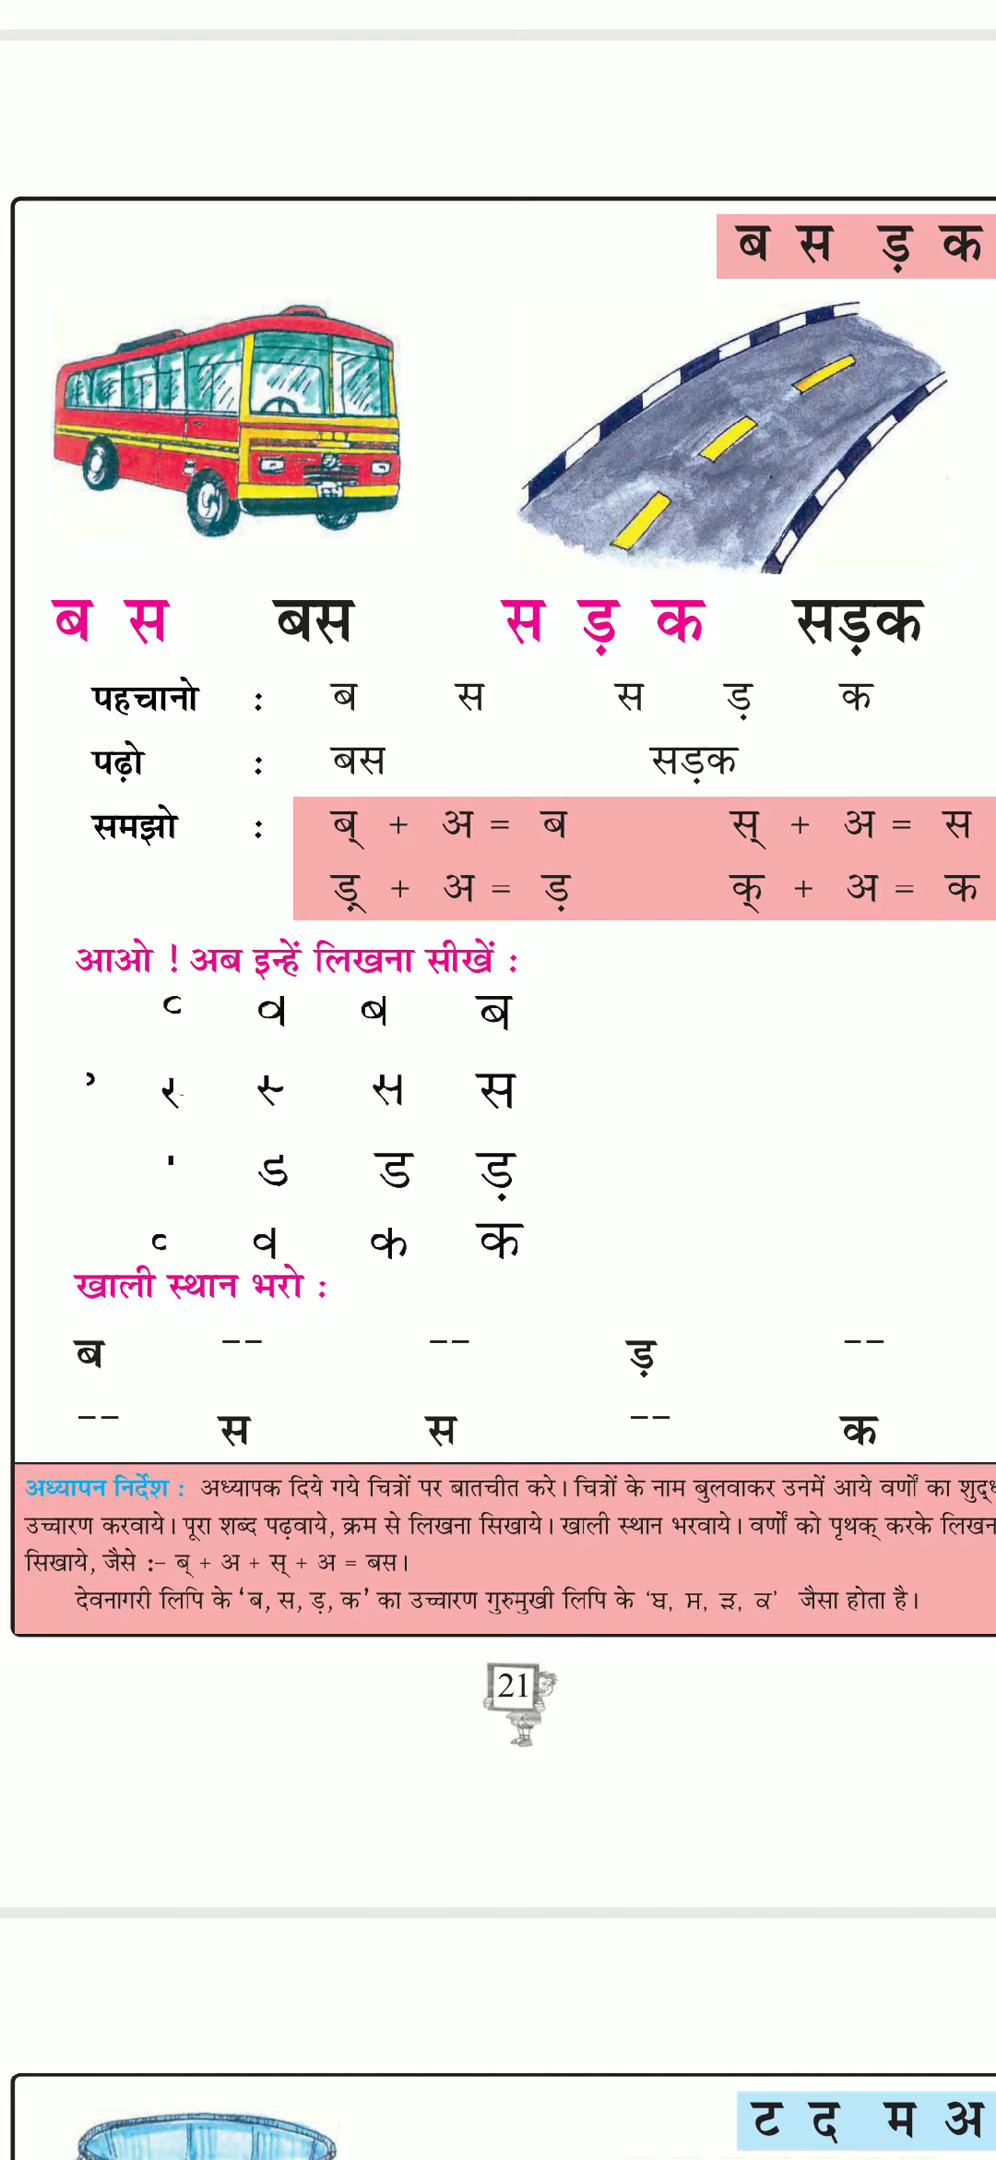 ब स ड़ क
ब स बस स ड़ क सड़क
पहचानो : ब स स ड़ क
पढ़ो : बस सड़क
समझो : ब् + अ = ब स् + अ = स
ड़् + अ = ड़ क् + अ = क
आओ ! अब इन्हें लिखना सीखें :
व ब ब
स स
ड ड़
व क क
खाली स्थान भरो :
ब -- -- ड़ --
-- स स -- क
अध्यापन निर्देश : अध्यापक दिये गये चित्रों पर बातचीत करे। चित्रों के नाम बुलवाकर उनमें आये वर्णों का
उच्चारण करवाये। पूरा शब्द पढ़वाये, क्रम से लिखना सिखाये। खाली स्थान भरवाये। वर्णों को पृथक् करके
सिखाये, जैसे :- ब् + अ + स् + अ = बस।
देवनागरी लिपि के ‘ब, स, ड़, क’ का उच्चारण गुरुमुखी लिपि के ‘ਬ, ਸ, ੜ, ਕ’ जैसा होता है।
21
ट द म अ